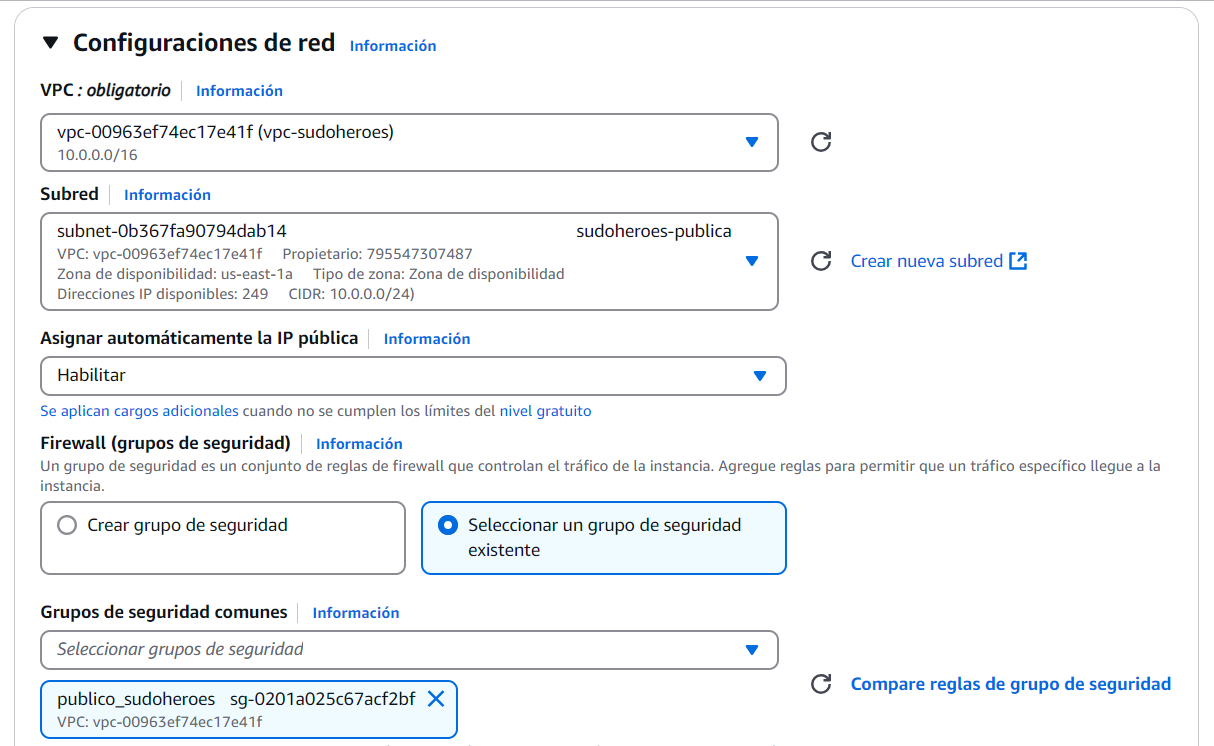 Configuraciones de red Información
VPC : obligatorio Información
vpc-00963ef74ec17e41f (vpc-sudoheroes)
10.0.0.0/16
Subred Información
subnet-0b367fa90794dab14 sudoheroes-publica
VPC: vpc-00963ef74ec17e41f Propietario: 795547307487
Zona de disponibilidad: us-east-1a Tipo de zona: Zona de disponibilidad
Direcciones IP disponibles: 249 CIDR: 10.0.0.0/24)
Crear nueva subred
Asignar automáticamente la IP pública Información
Habilitar
Se aplican cargos adicionales cuando no se cumplen los límites del nivel gratuito
Firewall (grupos de seguridad) Información
Un grupo de seguridad es un conjunto de reglas de firewall que controlan el tráfico de la instancia. Agregue reglas para permitir que un tráfico específico llegue a la
instancia.
Crear grupo de seguridad
Seleccionar un grupo de seguridad
existente
Grupos de seguridad comunes Información
Seleccionar grupos de seguridad
publico_sudoheroes sg-0201a025c67acf2bf
VPC: vpc-00963ef74ec17e41f
Compare reglas de grupo de seguridad